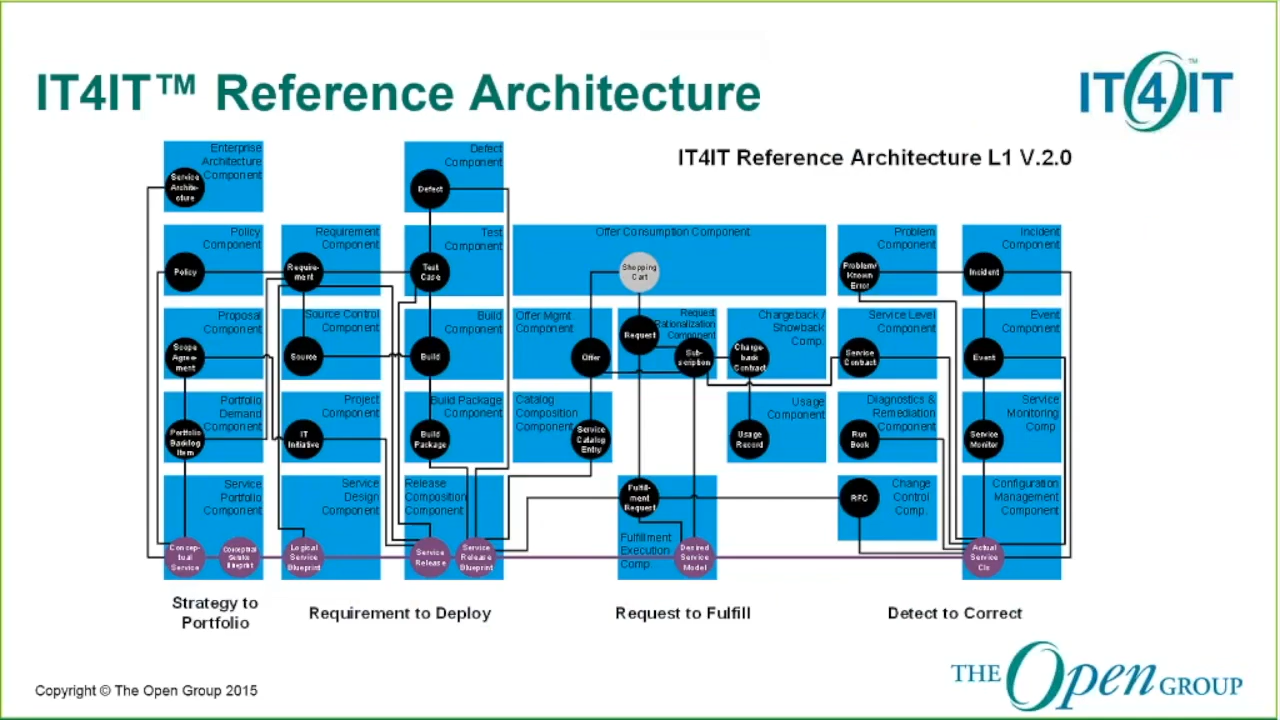 IT4IT™ Reference Architecture
IT4IT™
IT4IT Reference Architecture L1 V.2.0
Enterprise
Architecture
Component
Service
Archite-
cture
Defect
Component
Defect
Policy
Component
Policy
Requirement
Component
Require-
ment
Test
Component
Test
Case
Offer Consumption Component
Shopping
Cart
Problem
Component
Problem/
Known
Error
Incident
Component
Incident
Proposal
Component
Scope
Agree-
ment
Source Control
Component
Source
Build
Component
Build
Offer Mgmt
Component
Offer
Request
Rationalization
Component
Request
Sub-
scription
Chargeback /
Showback
Comp.
Charge-
back
Contract
Service Level
Component
Service
Contract
Event
Component
Event
Portfolio
Demand
Component
Portfolio
Backlog
Item
Project
Component
IT
Initiative
Build Package
Component
Build
Package
Catalog
Composition
Component
Service
Catalog
Entry
Usage
Component
Usage
Record
Diagnostics &
Remediation
Component
Run
Book
Service
Monitoring
Comp
Service
Monitor
Service
Portfolio
Component
Concep-
tual
Service
Conceptual
Service
Blueprint
Service
Design
Component
Logical
Service
Blueprint
Release
Composition
Component
Service
Release
Service
Release
Blueprint
Fulfill-
ment
Request
Fulfillment
Execution
Comp.
Desired
Service
Model
Change
Control
Comp.
RFC
Configuration
Management
Component
Actual
Service
CIs
Strategy to
Portfolio
Requirement to Deploy
Request to Fulfill
Detect to Correct
Copyright © The Open Group 2015
THE Open GROUP